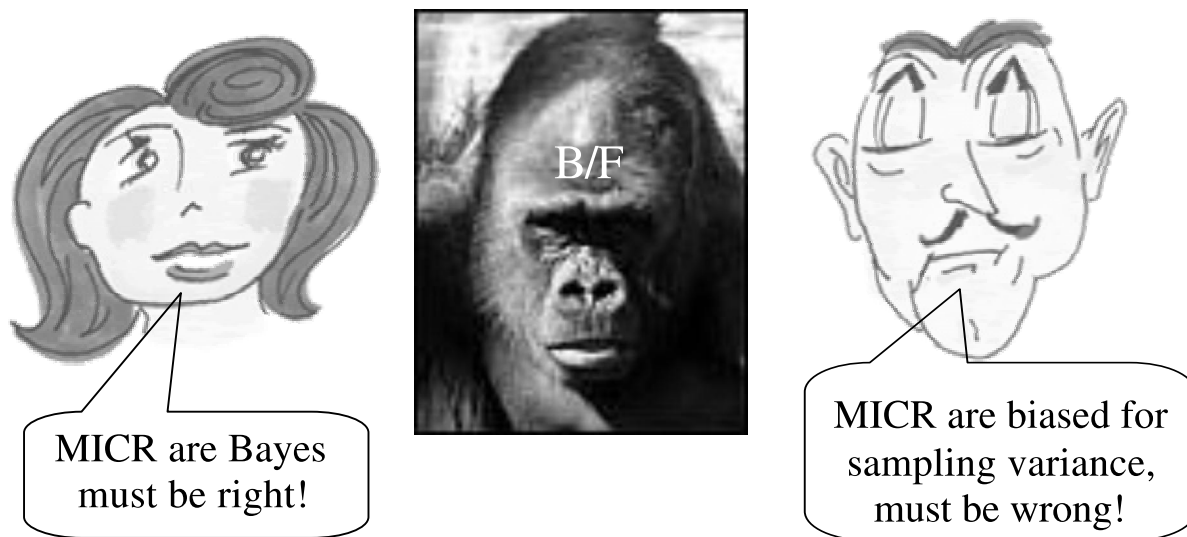 B/F
MICR are Bayes
must be right!
MICR are biased for
sampling variance,
must be wrong!